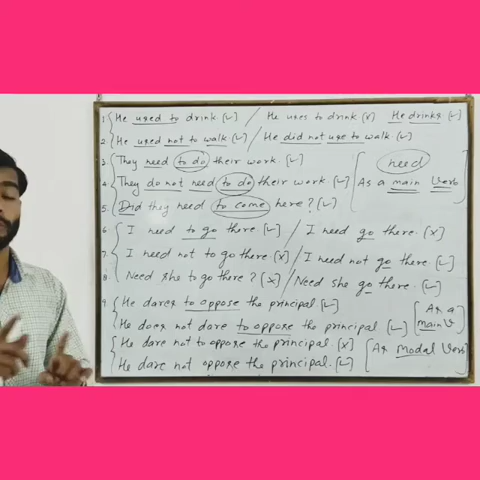 1. He used to drink. [✓] / He uses to drink [x] He drinks. [✓]
2. He used not to walk. [✓] / He did not use to walk. [✓]
3. They need to do their work. [✓] need
4. They do not need to do their work [✓] As a main Verb
5. Did they need to come here? [✓]
6. I need to go there [✓] / I need go there. [x]
7. I need not to go there [x] / I need not go there. [✓]
8. Need she to go there? [x] / Need she go there. [✓]
9. He dares to oppose the principal [✓] As a
He does not dare to oppose the principal [✓] main V
He dare not to oppose the principal. [x] As Modal Verb
He dare not oppose the principal. [✓]